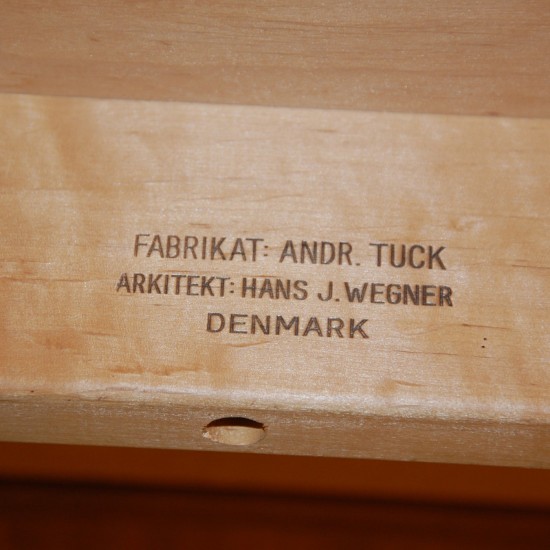 FABRIKAT: ANDR. TUCK
ARKITEKT: HANS J. WEGNER
DENMARK